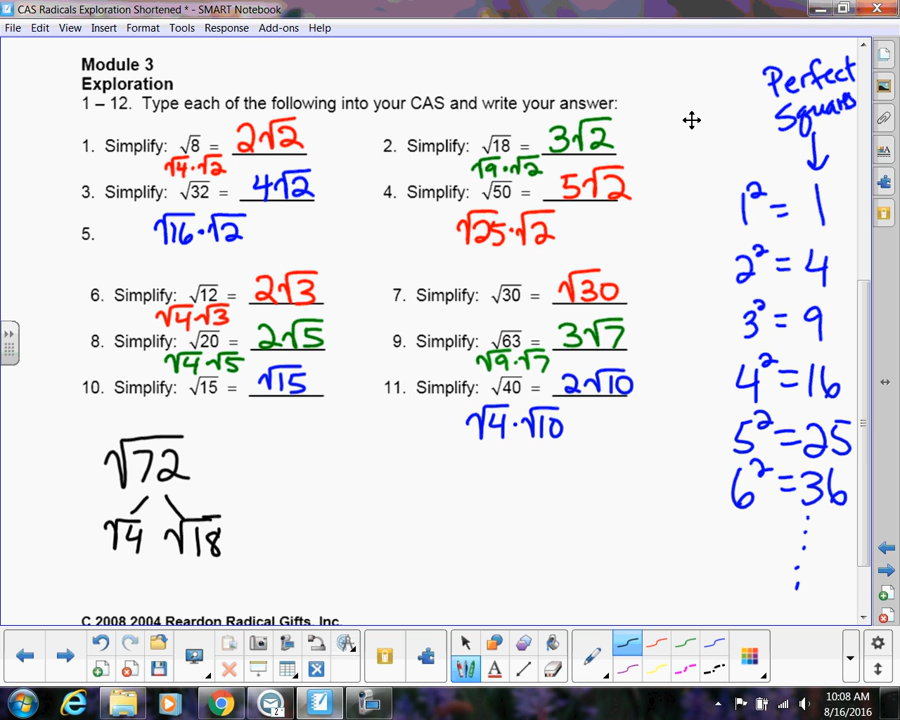 CAS Radicals Exploration Shortened * - SMART Notebook
File Edit View Insert Format Tools Response Add-ons Help
Module 3
Exploration
1 – 12. Type each of the following into your CAS and write your answer:
1. Simplify: √8 = 2√2
√4·√2
2. Simplify: √18 = 3√2
√9·√2
3. Simplify: √32 = 4√2
√16·√2
4. Simplify: √50 = 5√2
√25·√2
5.
6. Simplify: √12 = 2√3
√4√3
7. Simplify: √30 = √30
8. Simplify: √20 = 2√5
√4·√5
9. Simplify: √63 = 3√7
√9·√7
10. Simplify: √15 = √15
11. Simplify: √40 = 2√10
√4·√10
√72
√4 √18
Perfect
Squares
1² = 1
2² = 4
3² = 9
4² = 16
5² = 25
6² = 36
© 2008 2004 Reardon Radical Gifts, Inc.
10:08 AM
8/16/2016